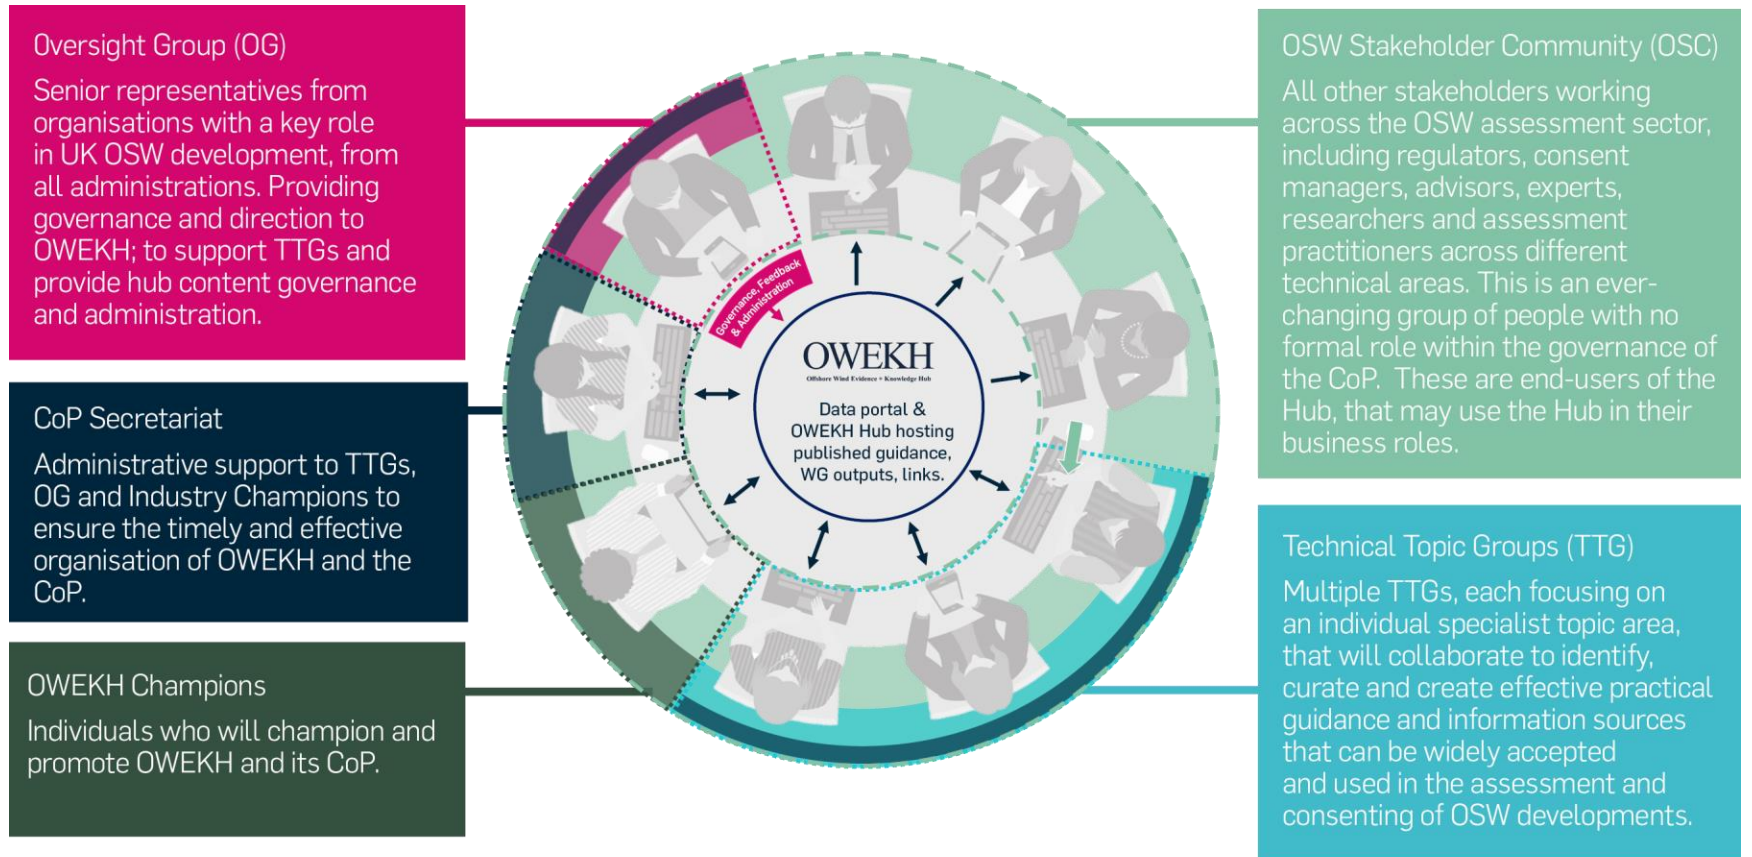 Oversight Group (OG)
Senior representatives from
organisations with a key role
in UK OSW development, from
all administrations. Providing
governance and direction to
OWEKH; to support TTGs and
provide hub content governance
and administration.
CoP Secretariat
Administrative support to TTGs,
OG and Industry Champions to
ensure the timely and effective
organisation of OWEKH and the
CoP.
OWEKH Champions
Individuals who will champion and
promote OWEKH and its CoP.
Governance, Feedback
& Administration
OWEKH
Offshore Wind Evidence + Knowledge Hub
Data portal &
OWEKH Hub hosting
published guidance,
WG outputs, links.
OSW Stakeholder Community (OSC)
All other stakeholders working
across the OSW assessment sector,
including regulators, consent
managers, advisors, experts,
researchers and assessment
practitioners across different
technical areas. This is an ever-
changing group of people with no
formal role within the governance of
the CoP. These are end-users of the
Hub, that may use the Hub in their
business roles.
Technical Topic Groups (TTG)
Multiple TTGs, each focusing on
an individual specialist topic area,
that will collaborate to identify,
curate and create effective practical
guidance and information sources
that can be widely accepted
and used in the assessment and
consenting of OSW developments.